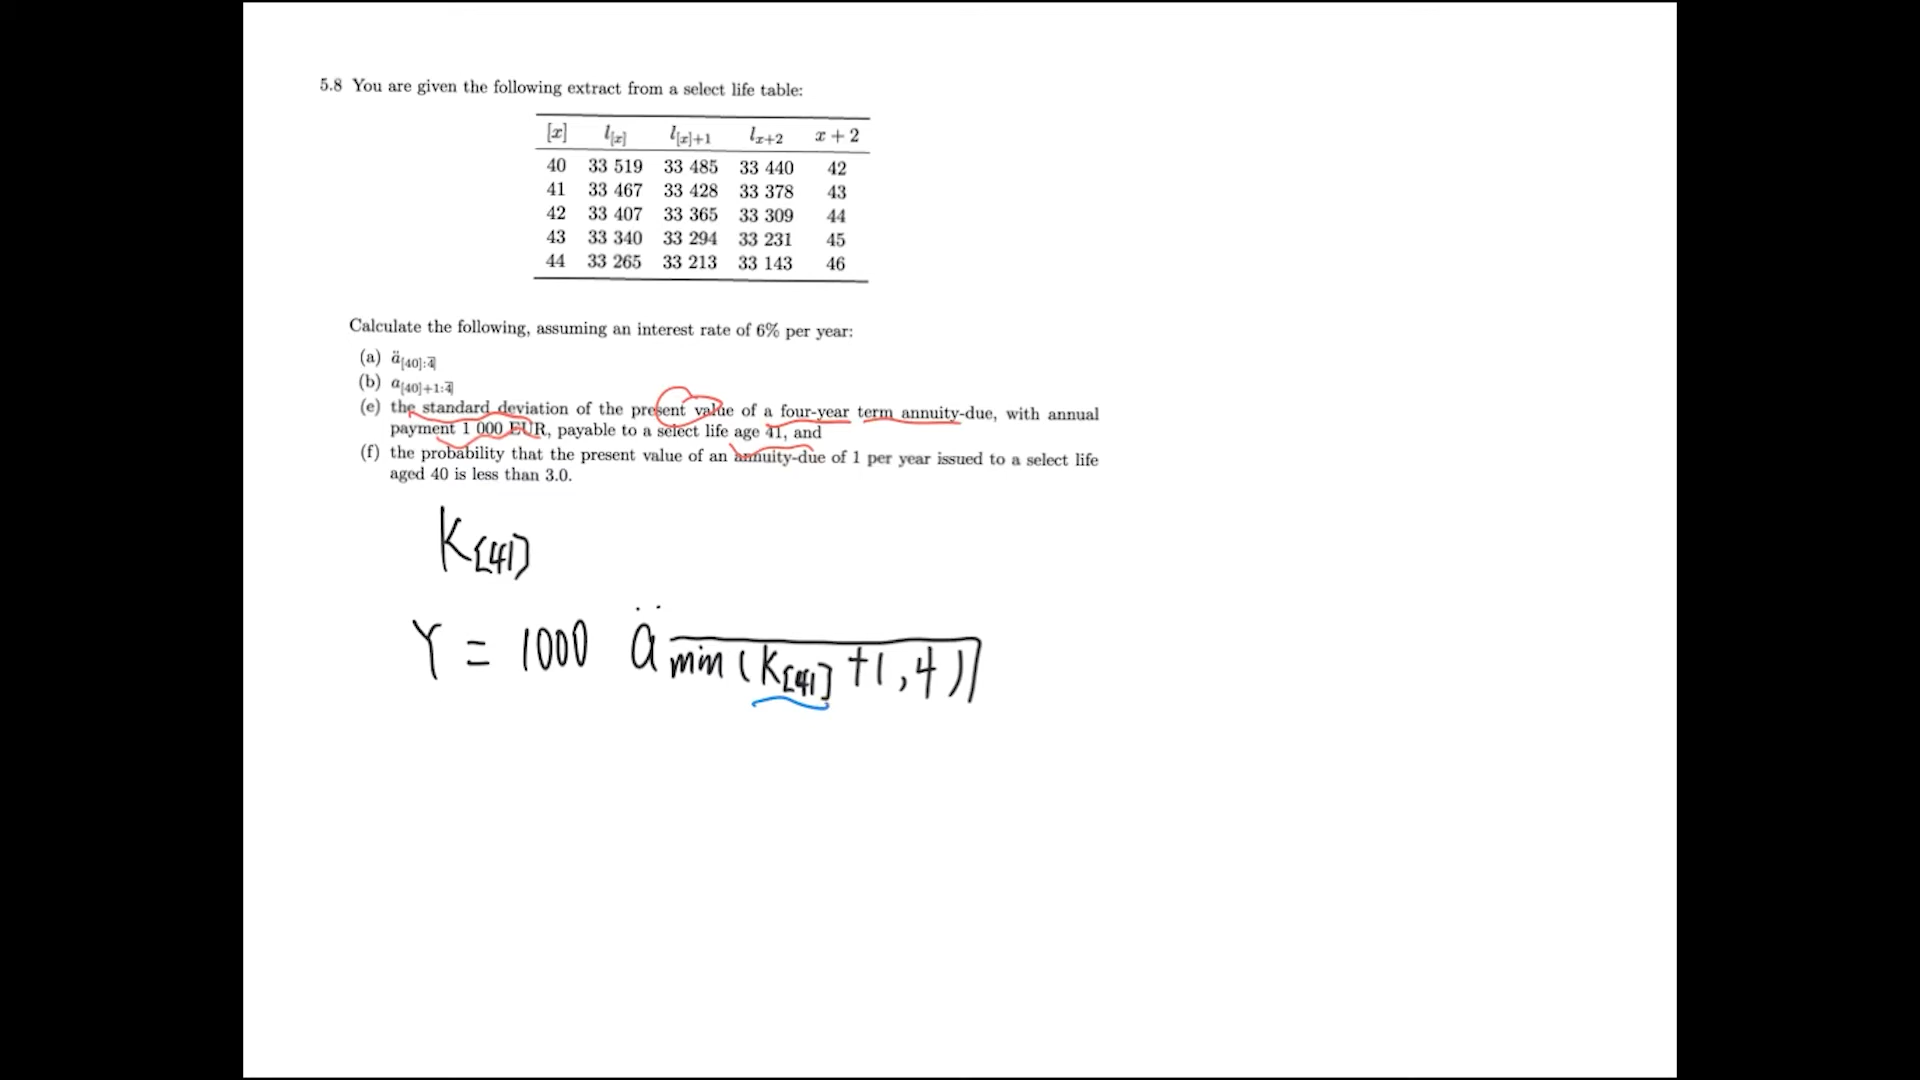 5.8 You are given the following extract from a select life table:
[x] l[x] l[x]+1 lx+2 x + 2
40 33 519 33 485 33 440 42
41 33 467 33 428 33 378 43
42 33 407 33 365 33 309 44
43 33 340 33 294 33 231 45
44 33 265 33 213 33 143 46
Calculate the following, assuming an interest rate of 6% per year:
(a) ä[40]:4̅|
(b) a[40]+1:4̅|
(e) the standard deviation of the present value of a four-year term annuity-due, with annual
payment 1 000 EUR, payable to a select life age 41, and
(f) the probability that the present value of an annuity-due of 1 per year issued to a select life
aged 40 is less than 3.0.
K[41]
Y = 1000 ä min(K[41]+1,4)|